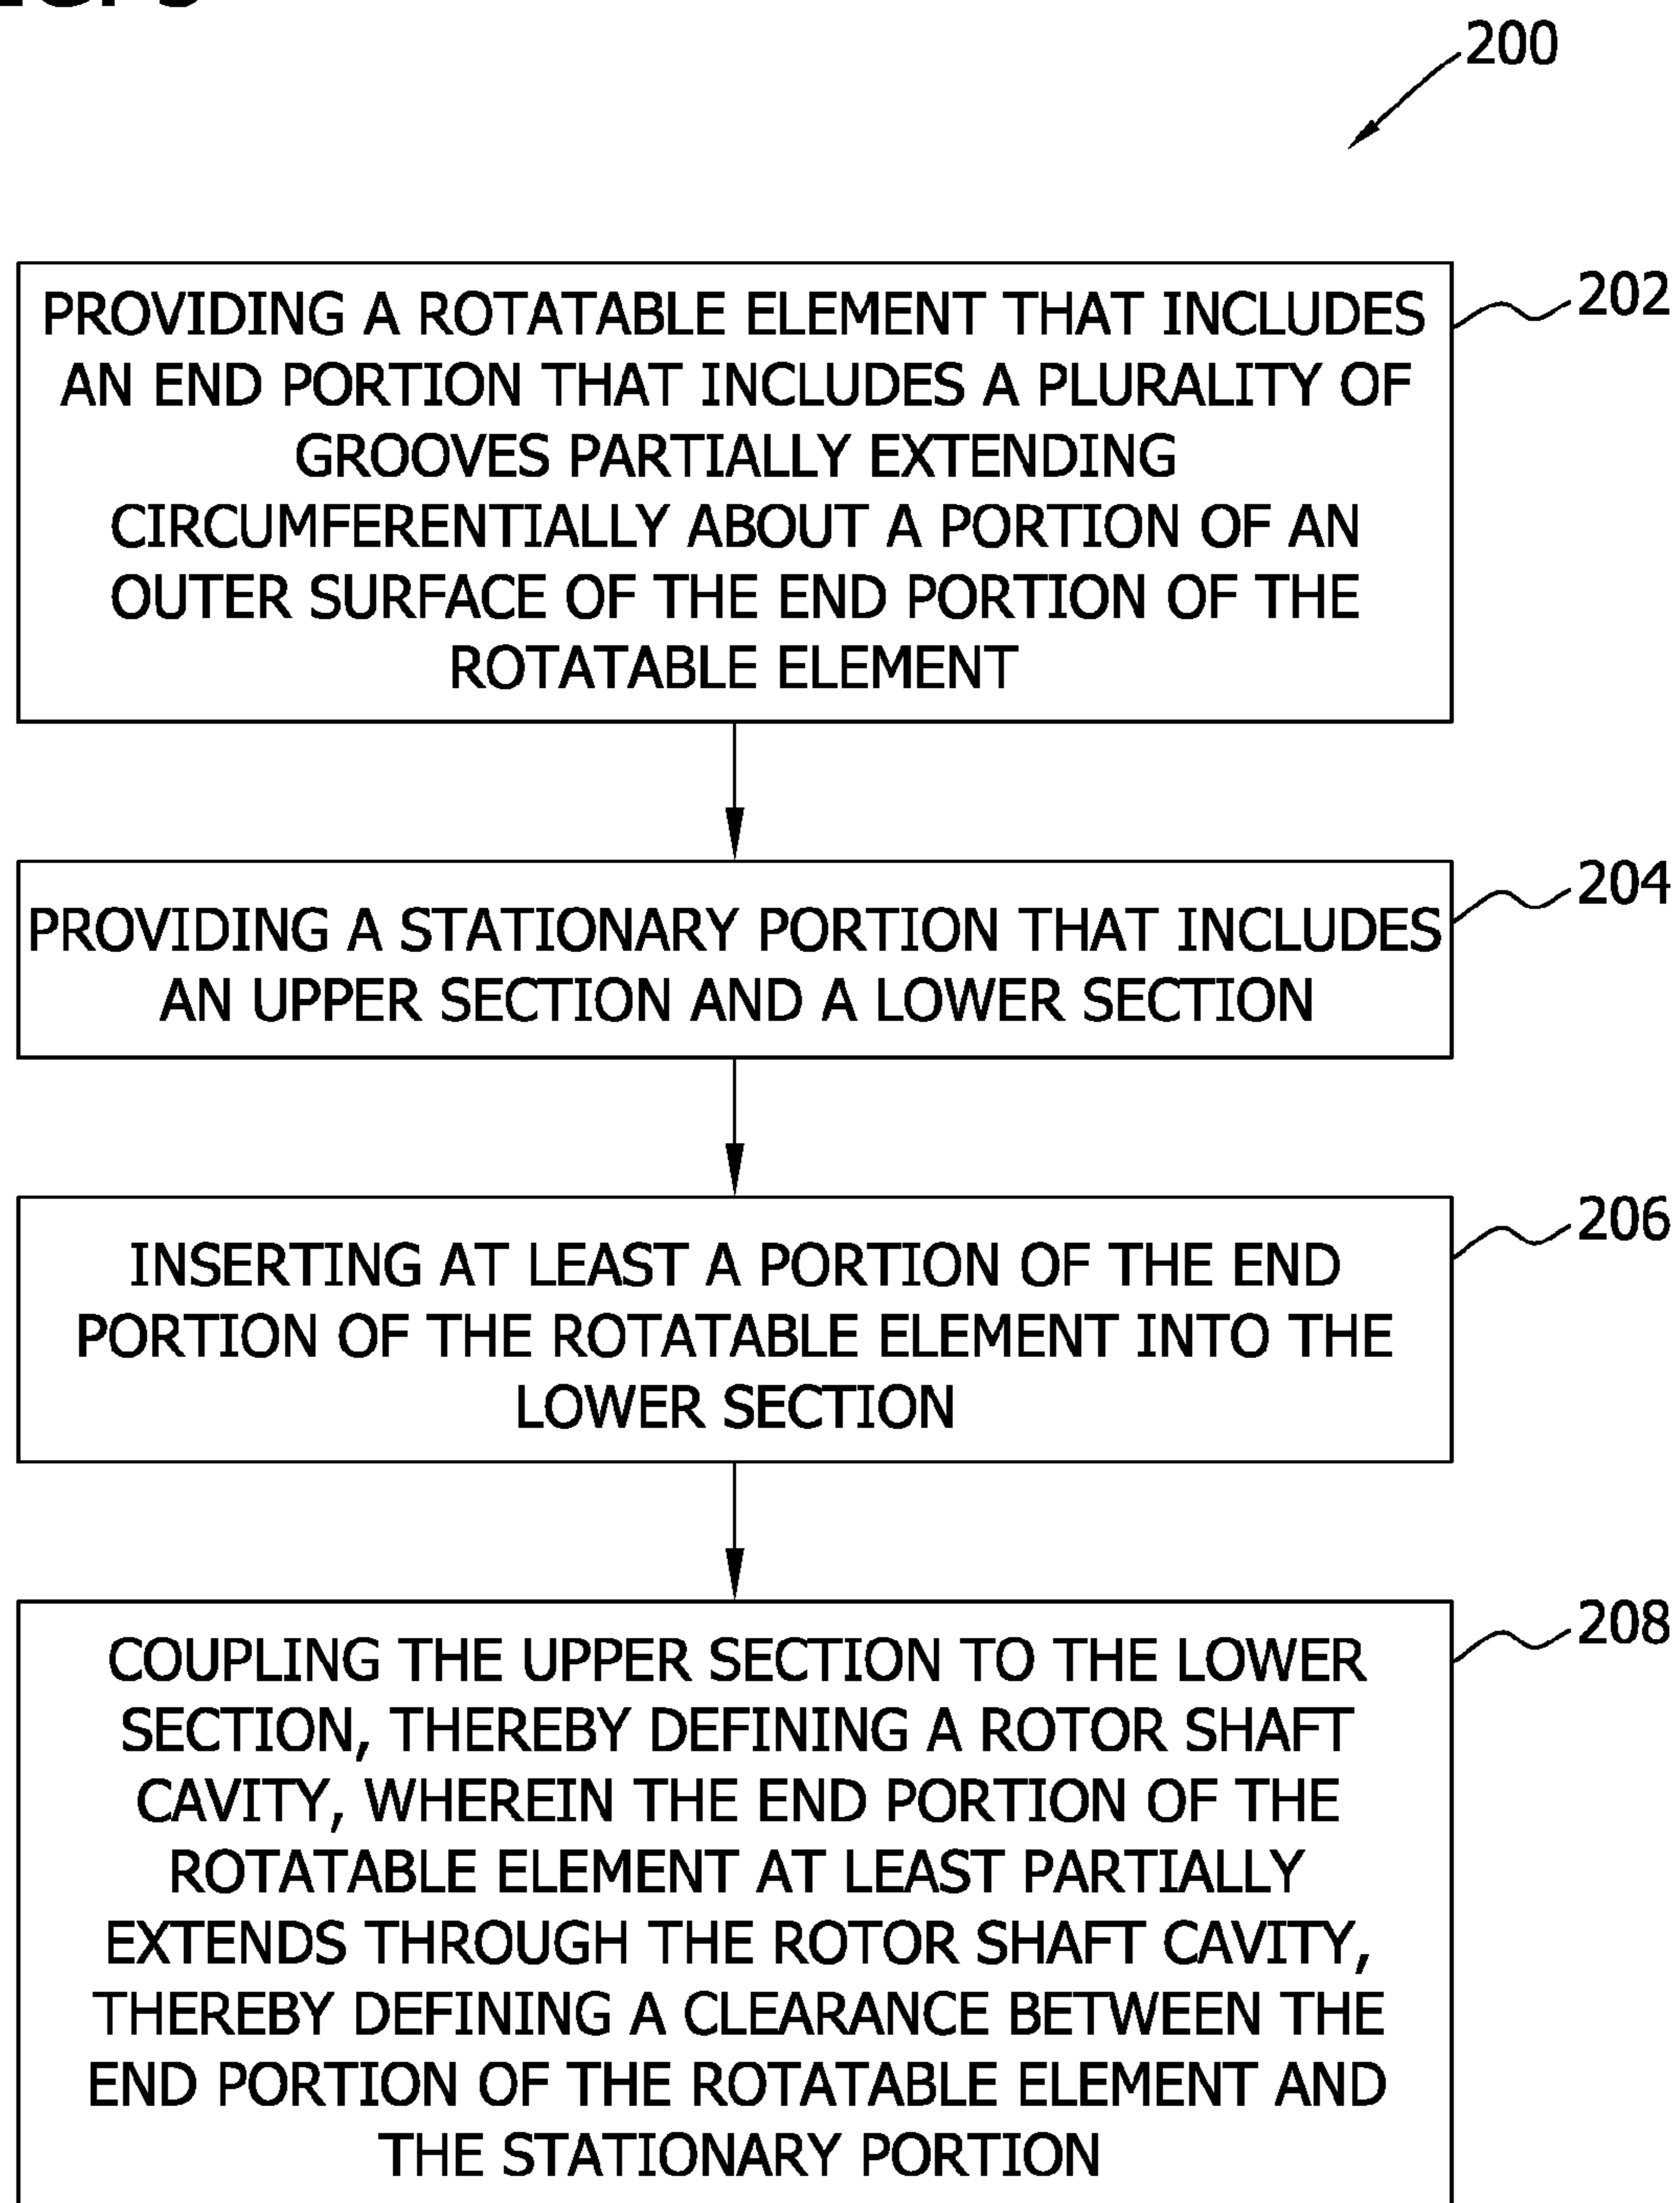 200
PROVIDING A ROTATABLE ELEMENT THAT INCLUDES
AN END PORTION THAT INCLUDES A PLURALITY OF
GROOVES PARTIALLY EXTENDING
CIRCUMFERENTIALLY ABOUT A PORTION OF AN
OUTER SURFACE OF THE END PORTION OF THE
ROTATABLE ELEMENT
202
PROVIDING A STATIONARY PORTION THAT INCLUDES
AN UPPER SECTION AND A LOWER SECTION
204
INSERTING AT LEAST A PORTION OF THE END
PORTION OF THE ROTATABLE ELEMENT INTO THE
LOWER SECTION
206
COUPLING THE UPPER SECTION TO THE LOWER
SECTION, THEREBY DEFINING A ROTOR SHAFT
CAVITY, WHEREIN THE END PORTION OF THE
ROTATABLE ELEMENT AT LEAST PARTIALLY
EXTENDS THROUGH THE ROTOR SHAFT CAVITY,
THEREBY DEFINING A CLEARANCE BETWEEN THE
END PORTION OF THE ROTATABLE ELEMENT AND
THE STATIONARY PORTION
208